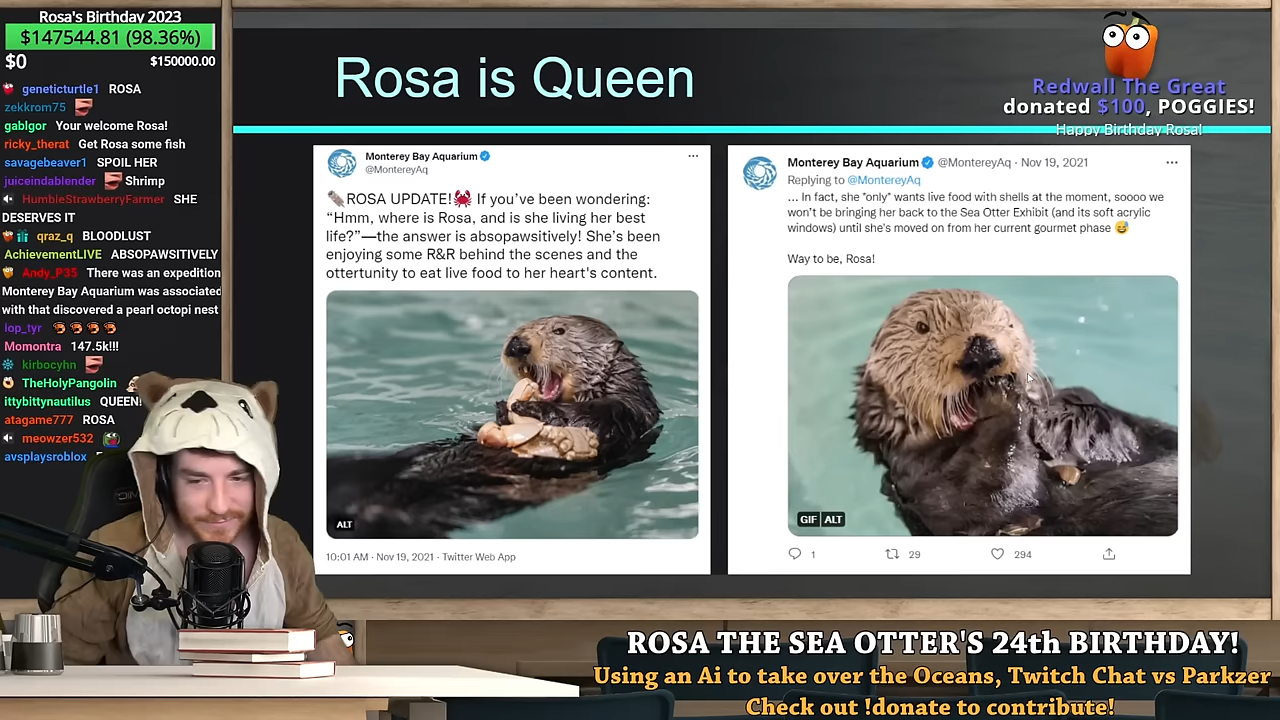 Rosa's Birthday 2023
$147544.81 (98.36%)
$0
$150000.00
geneticturtle1 ROSA
zekkrom75
gablgor Your welcome Rosa!
ricky_therat Get Rosa some fish
savagebeaver1 SPOIL HER
juiceindablender Shrimp
HumbleStrawberryFarmer SHE
DESERVES IT
qraz_q BLOODLUST
AchievementLIVE ABSOPAWSITIVELY
Andy_P35 There was an expedition
Monterey Bay Aquarium was associated
with that discovered a pearl octopi nest
lop_tyr
Momontra 147.5k!!!
kirbocyhn
TheHolyPangolin
ittybittynautilus QUEEN!
atagame777 ROSA
meowzer532
avsplaysroblox
Rosa is Queen
Redwall The Great
donated $100, POGGIES!
Happy Birthday Rosa!
Monterey Bay Aquarium
@MontereyAq
ROSA UPDATE! If you've been wondering:
“Hmm, where is Rosa, and is she living her best
life?”—the answer is absopawsitively! She's been
enjoying some R&R behind the scenes and the
ottertunity to eat live food to her heart's content.
ALT
10:01 AM · Nov 19, 2021 · Twitter Web App
Monterey Bay Aquarium @MontereyAq · Nov 19, 2021
Replying to @MontereyAq
... In fact, she *only* wants live food with shells at the moment, soooo we
won't be bringing her back to the Sea Otter Exhibit (and its soft acrylic
windows) until she's moved on from her current gourmet phase
Way to be, Rosa!
GIF ALT
1 29 294
ROSA THE SEA OTTER'S 24th BIRTHDAY!
Using an Ai to take over the Oceans, Twitch Chat vs Parkzer
Check out !donate to contribute!